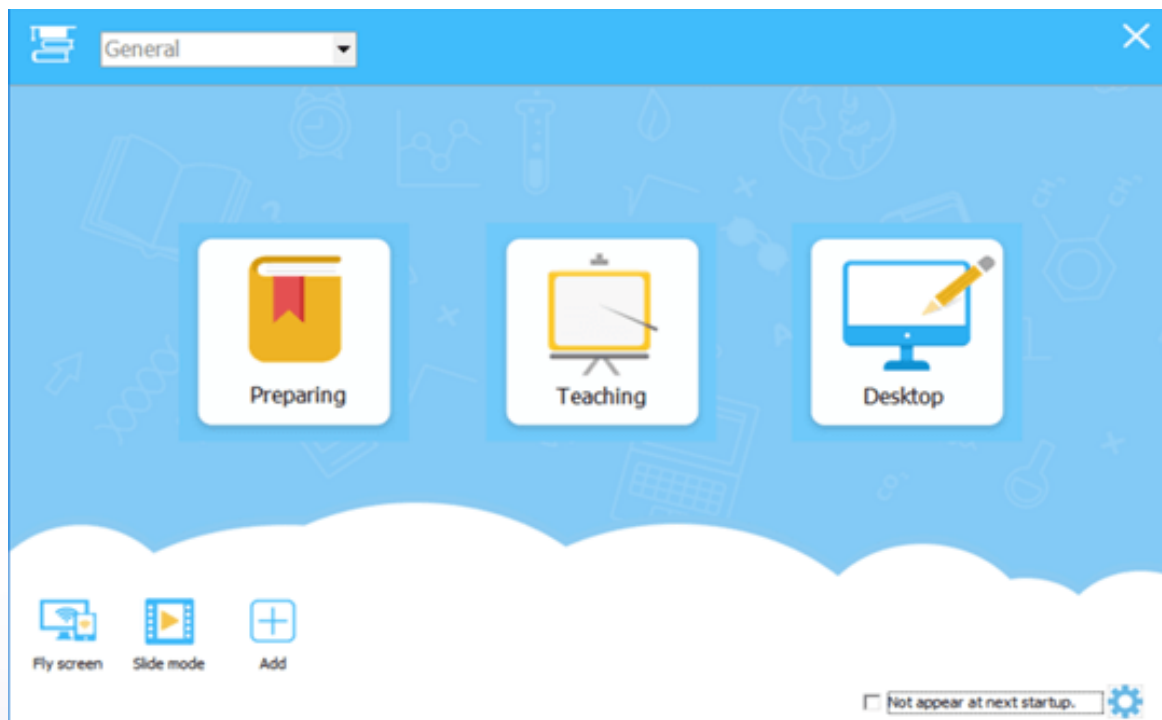 General
Preparing
Teaching
Desktop
Fly screen
Slide mode
Add
Not appear at next startup.